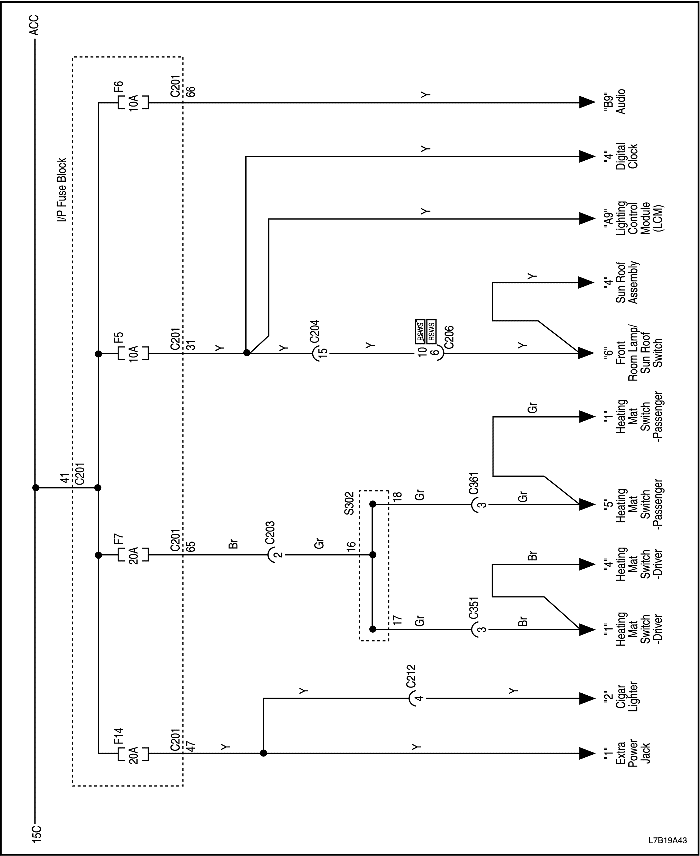 15C
ACC
I/P Fuse Block
41
C201
F14
20A
C201
47
F7
20A
C201
65
F5
10A
C201
31
F6
10A
C201
66
Y
Br
Y
Y
C203
2
Gr
S302
16
17
18
Y
Y
C204
15
Y
Y
C212
4
Y
Gr
C351
3
Br
Br
Gr
C361
3
Gr
Gr
Y
10
6
C206
Y
Y
Y
Y
Y
"1"
Extra
Power
Jack
"2"
Cigar
Lighter
"1"
Heating
Mat
Switch
-Driver
"4"
Heating
Mat
Switch
-Driver
"5"
Heating
Mat
Switch
-Passenger
"1"
Heating
Mat
Switch
-Passenger
"6"
Front
Room Lamp/
Sun Roof
Switch
"4"
Sun Roof
Assembly
"A9"
Lighting
Control
Module
(LCM)
"4"
Digital
Clock
"B9"
Audio
L7B19A43